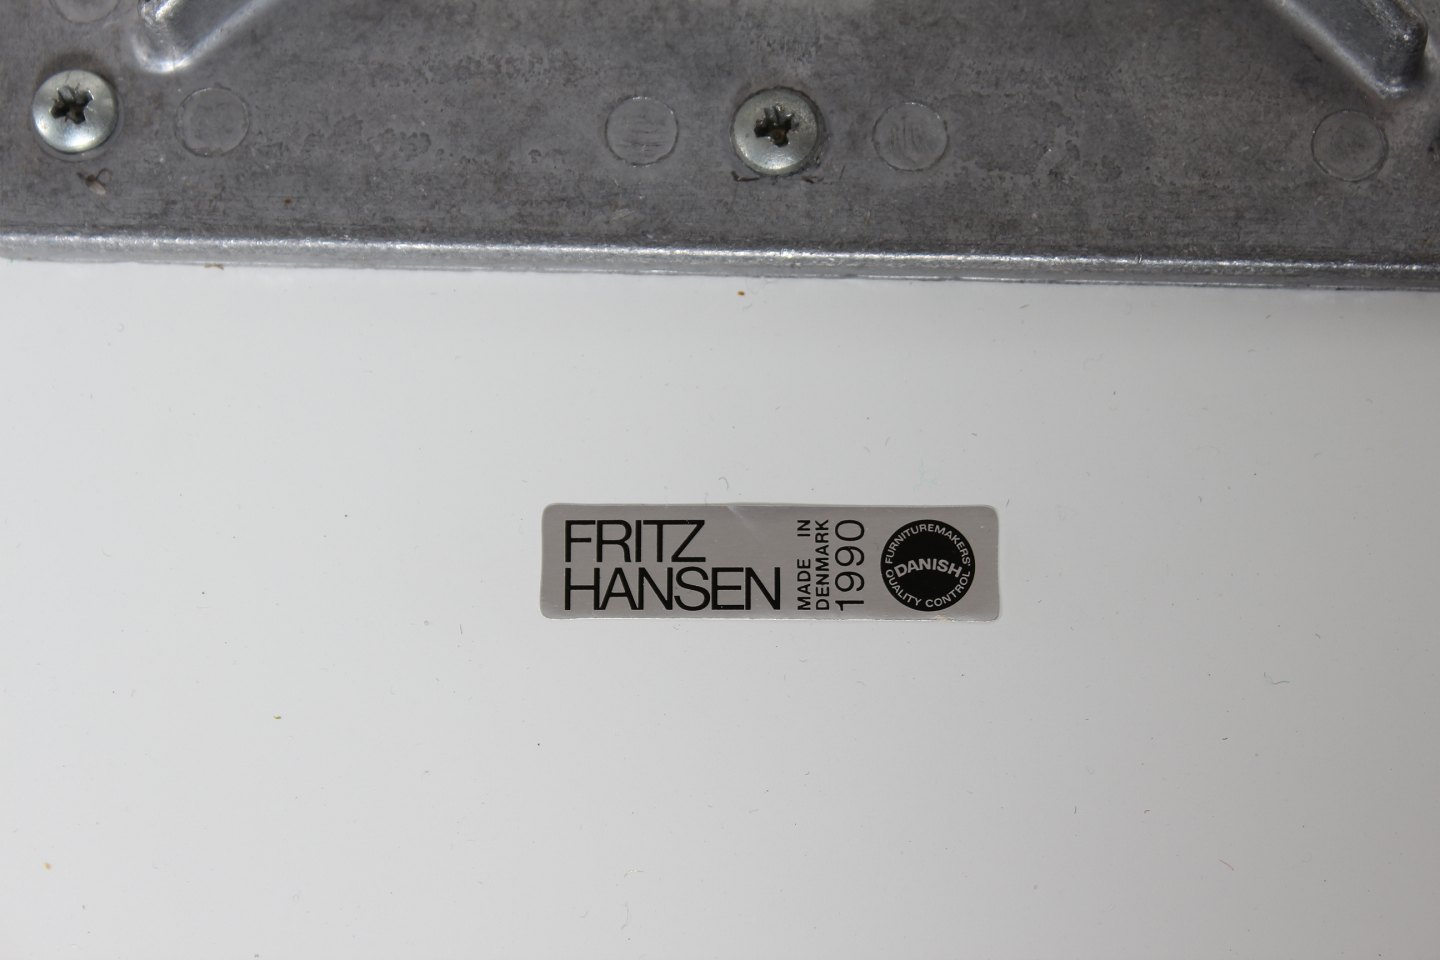 FRITZ
HANSEN
MADE IN
DENMARK
1990
FURNITUREMAKERS'
DANISH
QUALITY CONTROL